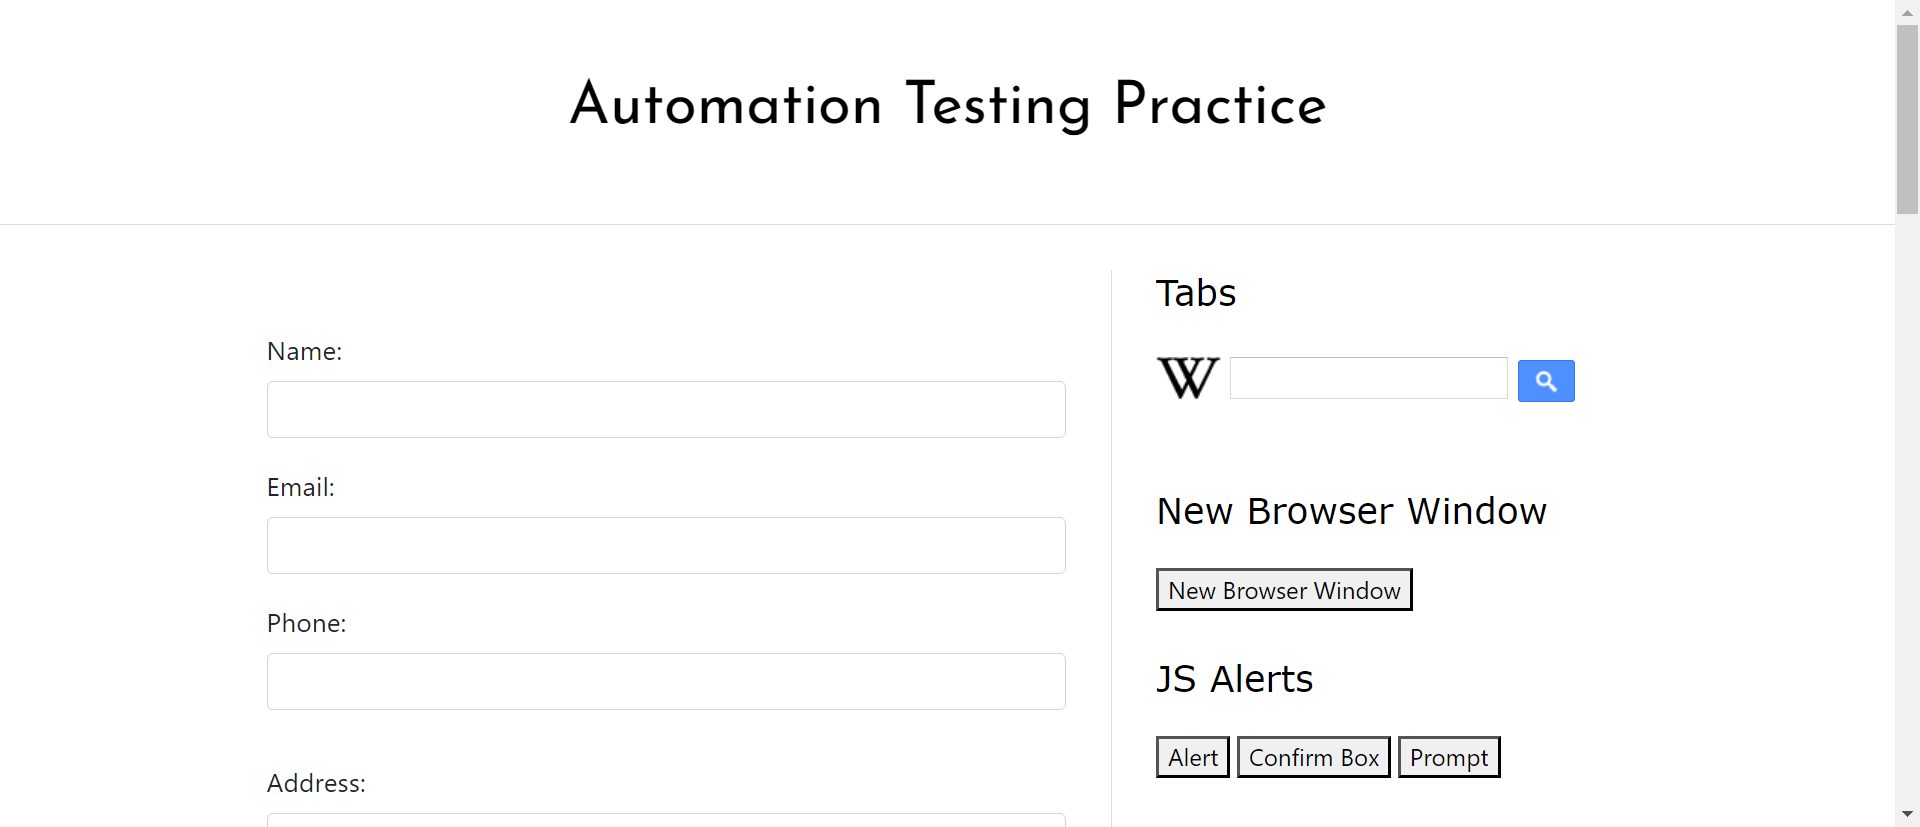 Automation Testing Practice
Name:
Email:
Phone:
Address:
Tabs
W
New Browser Window
New Browser Window
JS Alerts
Alert Confirm Box Prompt